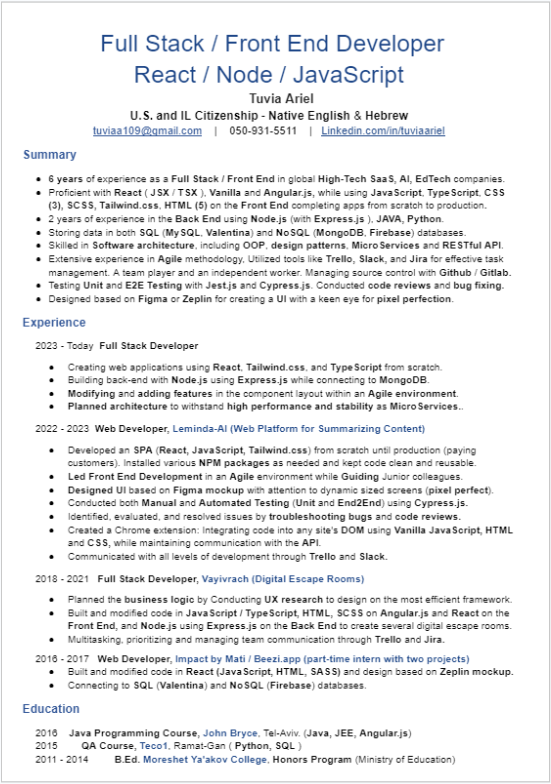 Full Stack / Front End Developer
React / Node / JavaScript
Tuvia Ariel
U.S. and IL Citizenship - Native English & Hebrew
tuviaa109@gmail.com | 050-931-5511 | Linkedin.com/in/tuviaariel
Summary
• 6 years of experience as a Full Stack / Front End in global High-Tech SaaS, AI, EdTech companies.
• Proficient with React ( JSX / TSX ), Vanilla and Angular.js, while using JavaScript, TypeScript, CSS
(3), SCSS, Tailwind.css, HTML (5) on the Front End completing apps from scratch to production.
• 2 years of experience in the Back End using Node.js (with Express.js ), JAVA, Python.
• Storing data in both SQL (MySQL, Valentina) and NoSQL (MongoDB, Firebase) databases.
• Skilled in Software architecture, including OOP, design patterns, MicroServices and RESTful API.
• Extensive experience in Agile methodology, Utilized tools like Trello, Slack, and Jira for effective task
management. A team player and an independent worker. Managing source control with Github / Gitlab.
• Testing Unit and E2E Testing with Jest.js and Cypress.js. Conducted code reviews and bug fixing.
• Designed based on Figma or Zeplin for creating a UI with a keen eye for pixel perfection.
Experience
2023 - Today Full Stack Developer
• Creating web applications using React, Tailwind.css, and TypeScript from scratch.
• Building back-end with Node.js using Express.js while connecting to MongoDB.
• Modifying and adding features in the component layout within an Agile environment.
• Planned architecture to withstand high performance and stability as MicroServices..
2022 - 2023 Web Developer, Leminda-AI (Web Platform for Summarizing Content)
• Developed an SPA (React, JavaScript, Tailwind.css) from scratch until production (paying
customers). Installed various NPM packages as needed and kept code clean and reusable.
• Led Front End Development in an Agile environment while Guiding Junior colleagues.
• Designed UI based on Figma mockup with attention to dynamic sized screens (pixel perfect).
• Conducted both Manual and Automated Testing (Unit and End2End) using Cypress.js.
• Identified, evaluated, and resolved issues by troubleshooting bugs and code reviews.
• Created a Chrome extension: Integrating code into any site's DOM using Vanilla JavaScript, HTML
and CSS, while maintaining communication with the API.
• Communicated with all levels of development through Trello and Slack.
2018 - 2021 Full Stack Developer, Vayivrach (Digital Escape Rooms)
• Planned the business logic by Conducting UX research to design on the most efficient framework.
• Built and modified code in JavaScript / TypeScript, HTML, SCSS on Angular.js and React on the
Front End, and Node.js using Express.js on the Back End to create several digital escape rooms.
• Multitasking, prioritizing and managing team communication through Trello and Jira.
2016 - 2017 Web Developer, Impact by Mati / Beezi.app (part-time intern with two projects)
• Built and modified code in React (JavaScript, HTML, SASS) and design based on Zeplin mockup.
• Connecting to SQL (Valentina) and NoSQL (Firebase) databases.
Education
2016 Java Programming Course, John Bryce, Tel-Aviv. (Java, JEE, Angular.js)
2015 QA Course, Teco1, Ramat-Gan ( Python, SQL )
2011 - 2014 B.Ed. Moreshet Ya'akov College, Honors Program (Ministry of Education)